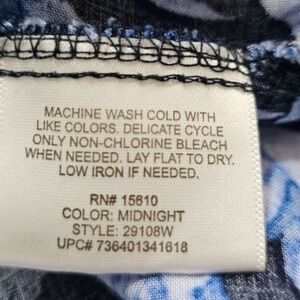 MACHINE WASH COLD WITH
LIKE COLORS. DELICATE CYCLE
ONLY NON-CHLORINE BLEACH
WHEN NEEDED. LAY FLAT TO DRY.
LOW IRON IF NEEDED.
RN# 15610
COLOR: MIDNIGHT
STYLE: 29108W
UPC# 736401341618